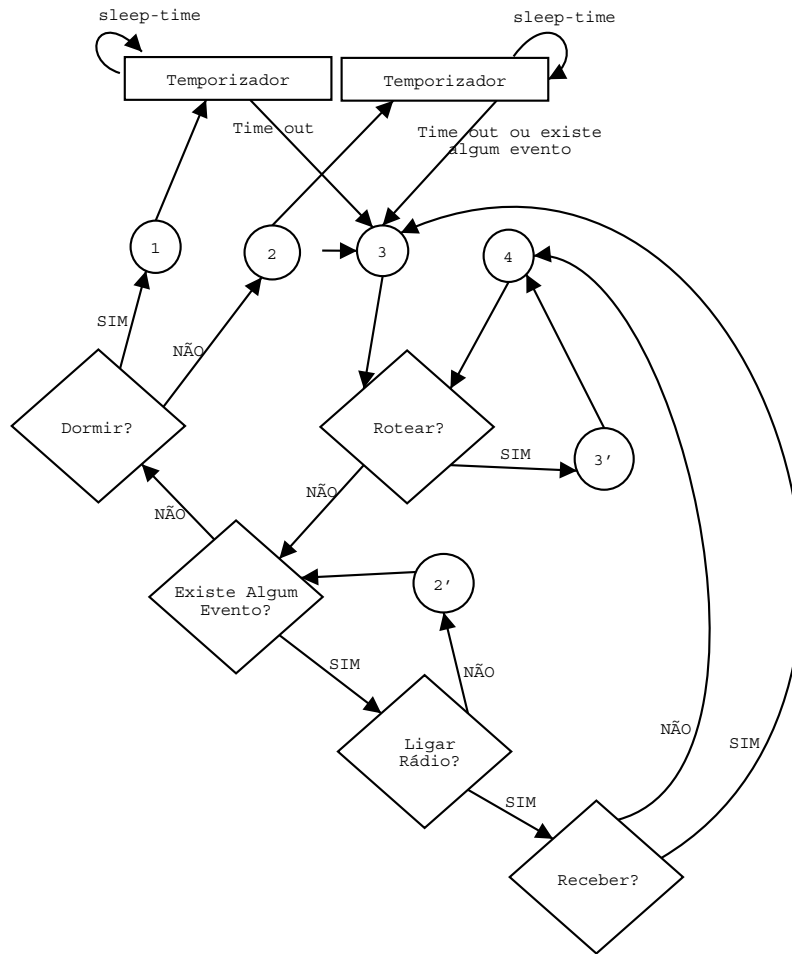 sleep-time
sleep-time
Temporizador
Temporizador
Time out
Time out ou existe
algum evento
1
2
3
4
SIM
NÃO
Dormir?
Rotear?
SIM
3’
NÃO
NÃO
Existe Algum
Evento?
2’
SIM
NÃO
Ligar
Rádio?
NÃO
SIM
SIM
Receber?